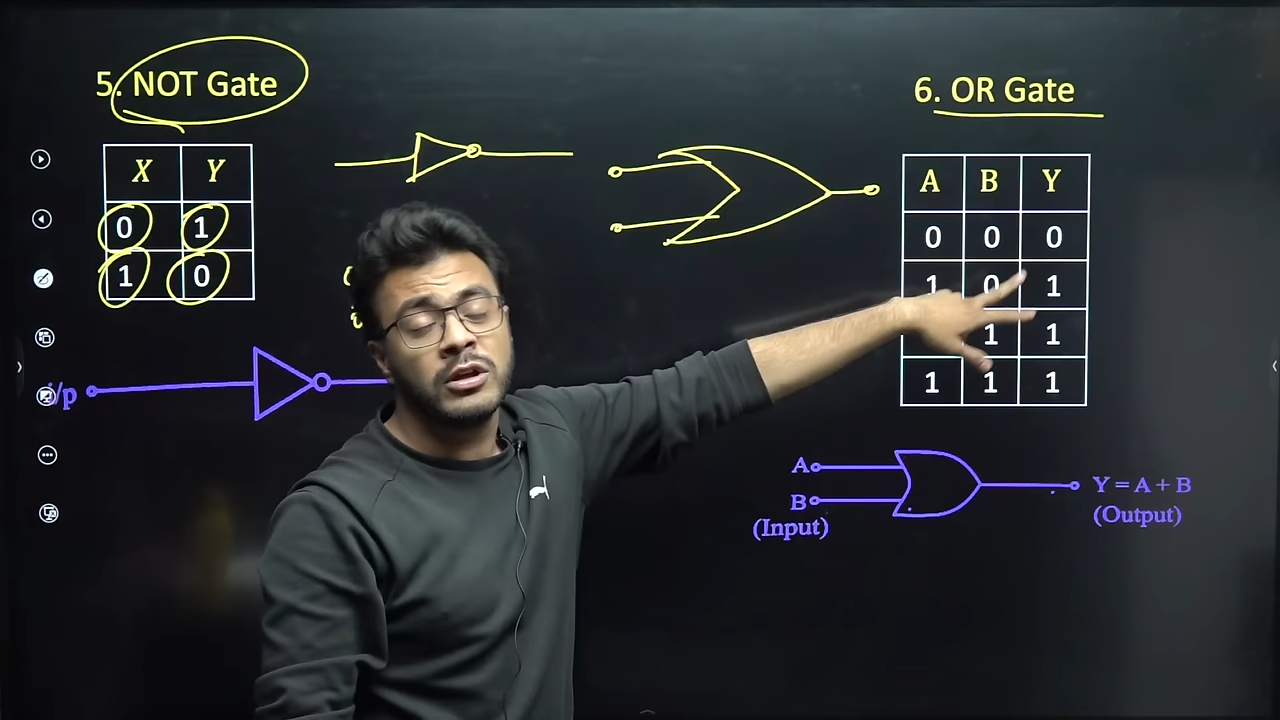 5. NOT Gate
X Y
0 1
1 0
i/p
6. OR Gate
A B Y
0 0 0
1 0 1
1 1
1 1 1
A
B
(Input)
Y = A + B
(Output)